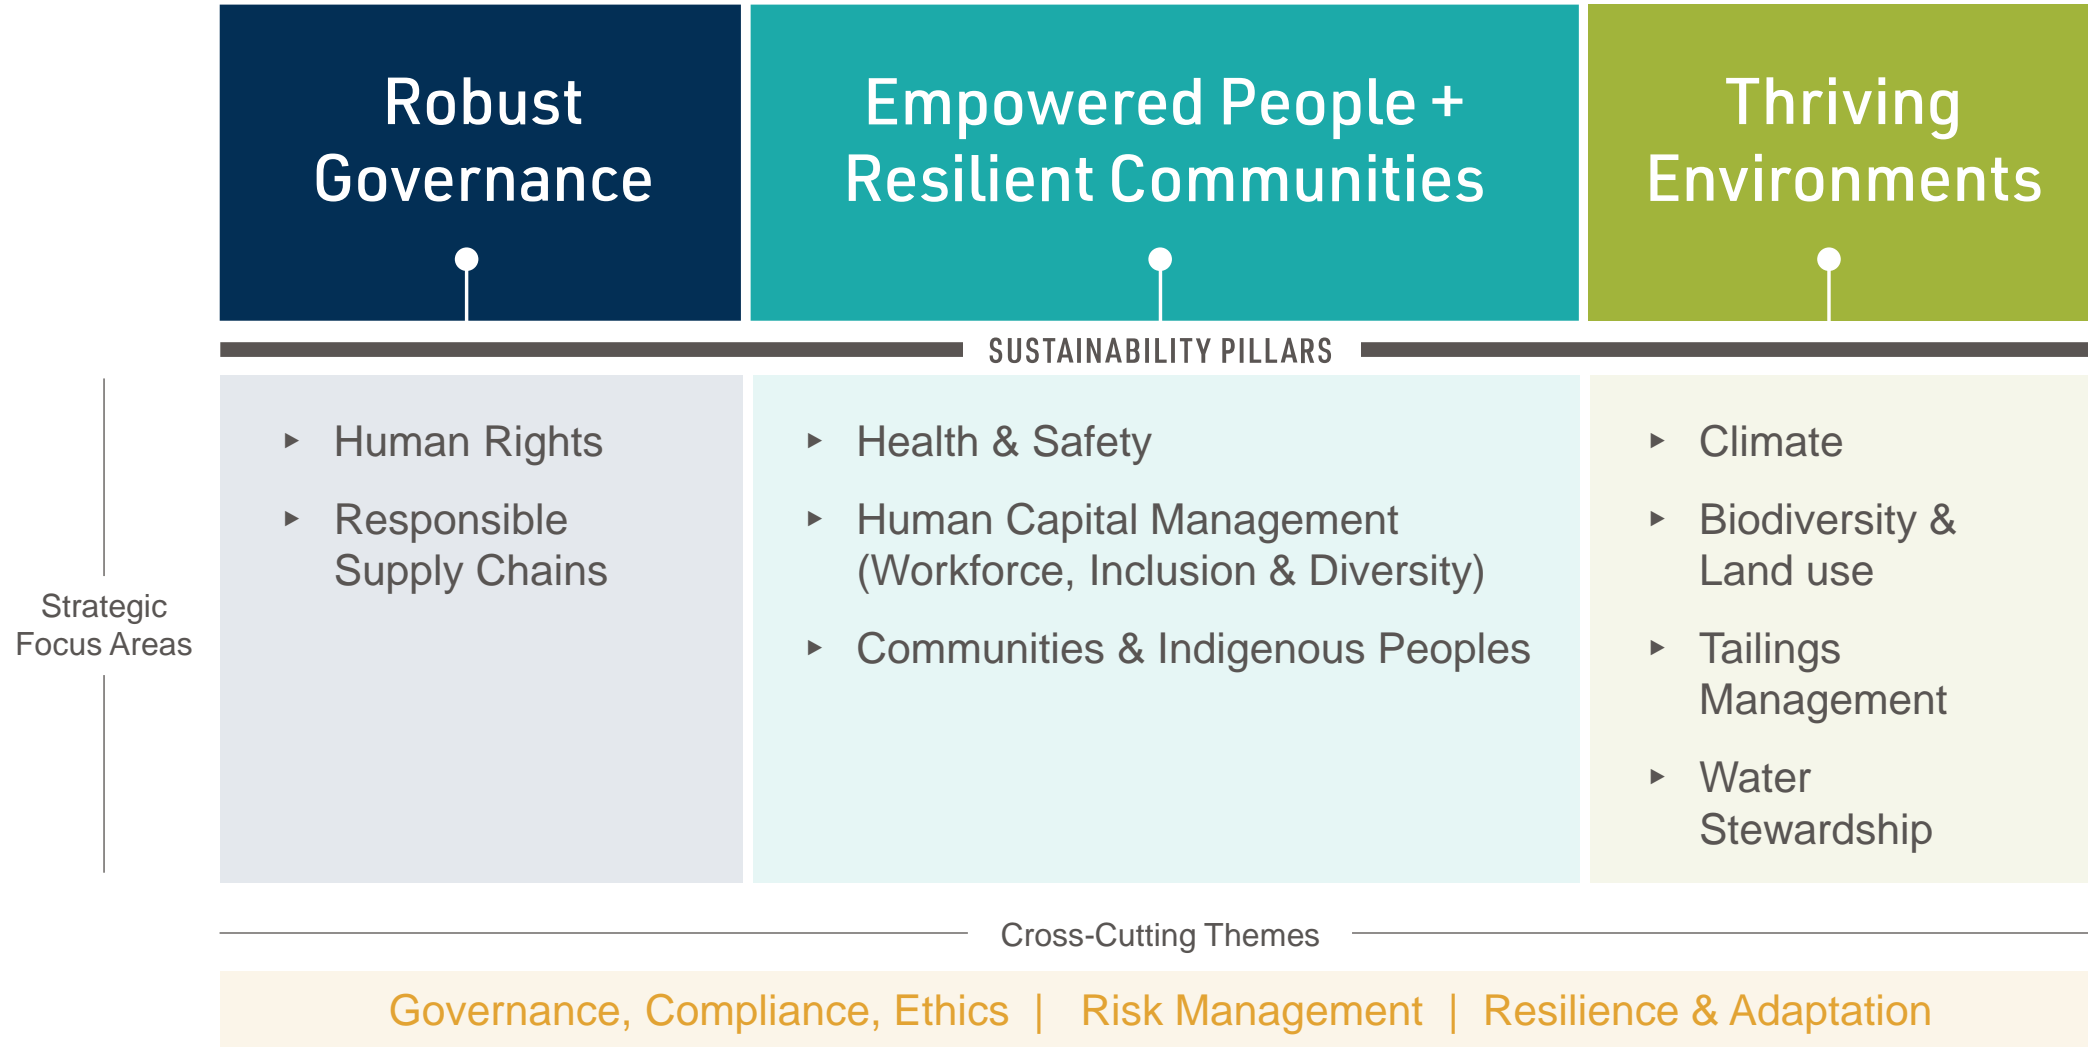 Robust
Governance
Empowered People +
Resilient Communities
Thriving
Environments
SUSTAINABILITY PILLARS
Strategic
Focus Areas
▸ Human Rights
▸ Responsible
Supply Chains
▸ Health & Safety
▸ Human Capital Management
(Workforce, Inclusion & Diversity)
▸ Communities & Indigenous Peoples
▸ Climate
▸ Biodiversity &
Land use
▸ Tailings
Management
▸ Water
Stewardship
Cross-Cutting Themes
Governance, Compliance, Ethics | Risk Management | Resilience & Adaptation